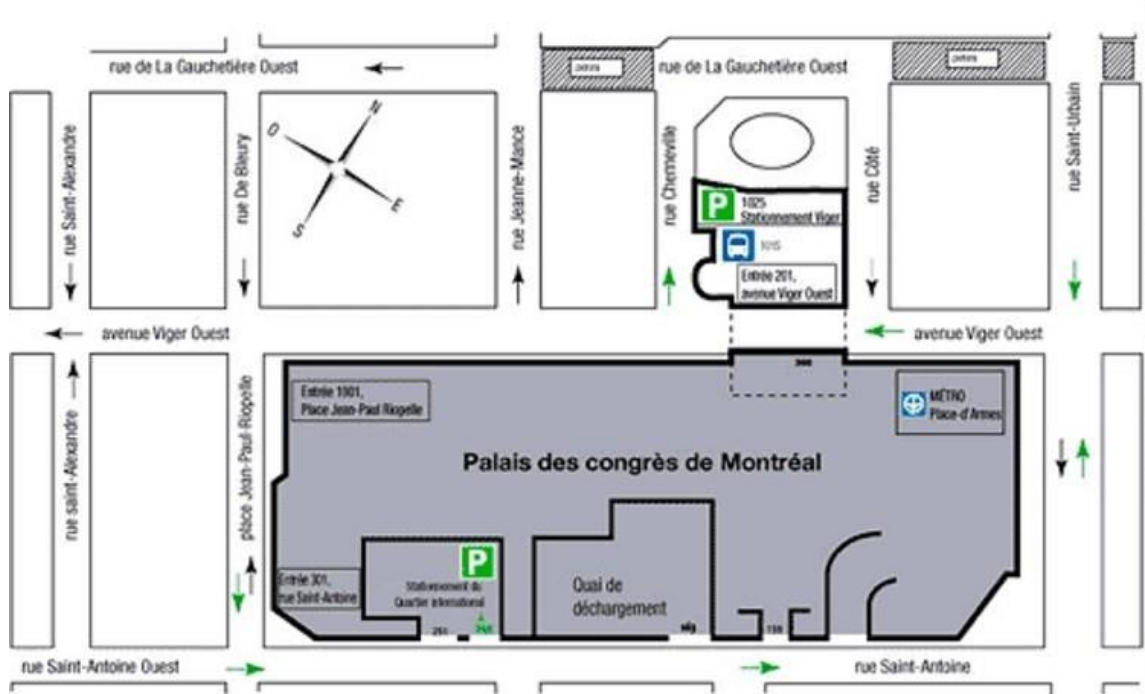 rue de La Gauchetière Ouest
rue de La Gauchetière Ouest
rue Saint-Alexandre
rue De Bleury
N
O
E
S
rue Jeanne-Mance
rue Chenneville
rue Côté
rue Saint-Urbain
P
1025
Stationnement Viger
1015
Entrée 201,
avenue Viger Ouest
avenue Viger Ouest
avenue Viger Ouest
rue saint-Alexandre
place Jean-Paul-Riopelle
Entrée 1001,
Place Jean-Paul Riopelle
MÉTRO
Place-d'Armes
Palais des congrès de Montréal
P
Stationnement du
Quartier international
Entrée 301,
rue Saint-Antoine
Quai de
déchargement
251
rue Saint-Antoine Ouest
rue Saint-Antoine